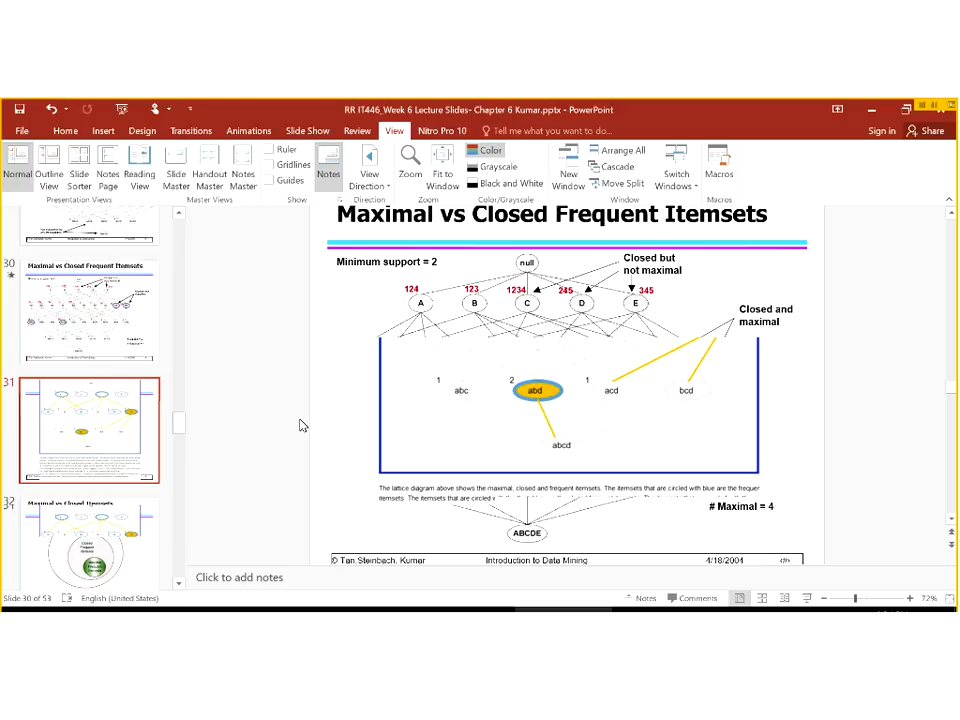 RR IT446_Week 6 Lecture Slides- Chapter 6 Kumar.pptx - PowerPoint
File Home Insert Design Transitions Animations Slide Show Review View Nitro Pro 10 Tell me what you want to do... Sign in Share
Normal Outline View Slide Sorter Notes Page Reading View
Slide Master Handout Master Notes Master
Ruler
Gridlines
Guides
Notes
View Direction
Zoom Fit to Window
Color
Grayscale
Black and White
New Window
Arrange All
Cascade
Move Split
Switch Windows
Macros
Presentation Views Master Views Show Zoom Color/Grayscale Window Macros
30
Maximal vs Closed Frequent Itemsets
31
32
Maximal vs Closed Itemsets
Maximal vs Closed Frequent Itemsets
Minimum support = 2
null
Closed but
not maximal
124 123 1234 245 345
A B C D E
Closed and
maximal
1 2 1
abc abd acd bcd
abcd
The lattice diagram above shows the maximal, closed and frequent itemsets. The itemsets that are circled with blue are the frequer
itemsets. The itemsets that are circled
# Maximal = 4
ABCDE
© Tan,Steinbach, Kumar Introduction to Data Mining 4/18/2004
Click to add notes
Slide 30 of 53 English (United States) Notes Comments 72%